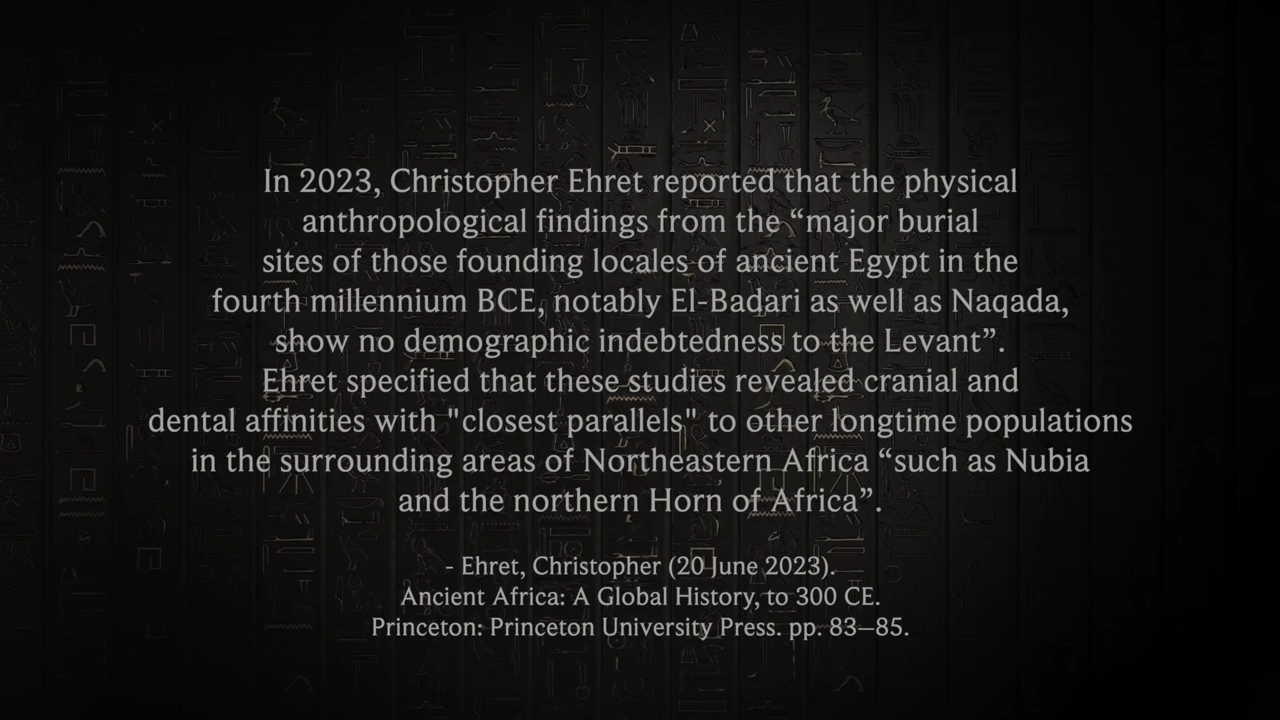 In 2023, Christopher Ehret reported that the physical
anthropological findings from the “major burial
sites of those founding locales of ancient Egypt in the
fourth millennium BCE, notably El-Badari as well as Naqada,
show no demographic indebtedness to the Levant”.
Ehret specified that these studies revealed cranial and
dental affinities with "closest parallels" to other longtime populations
in the surrounding areas of Northeastern Africa “such as Nubia
and the northern Horn of Africa”.
- Ehret, Christopher (20 June 2023).
Ancient Africa: A Global History, to 300 CE.
Princeton: Princeton University Press. pp. 83–85.